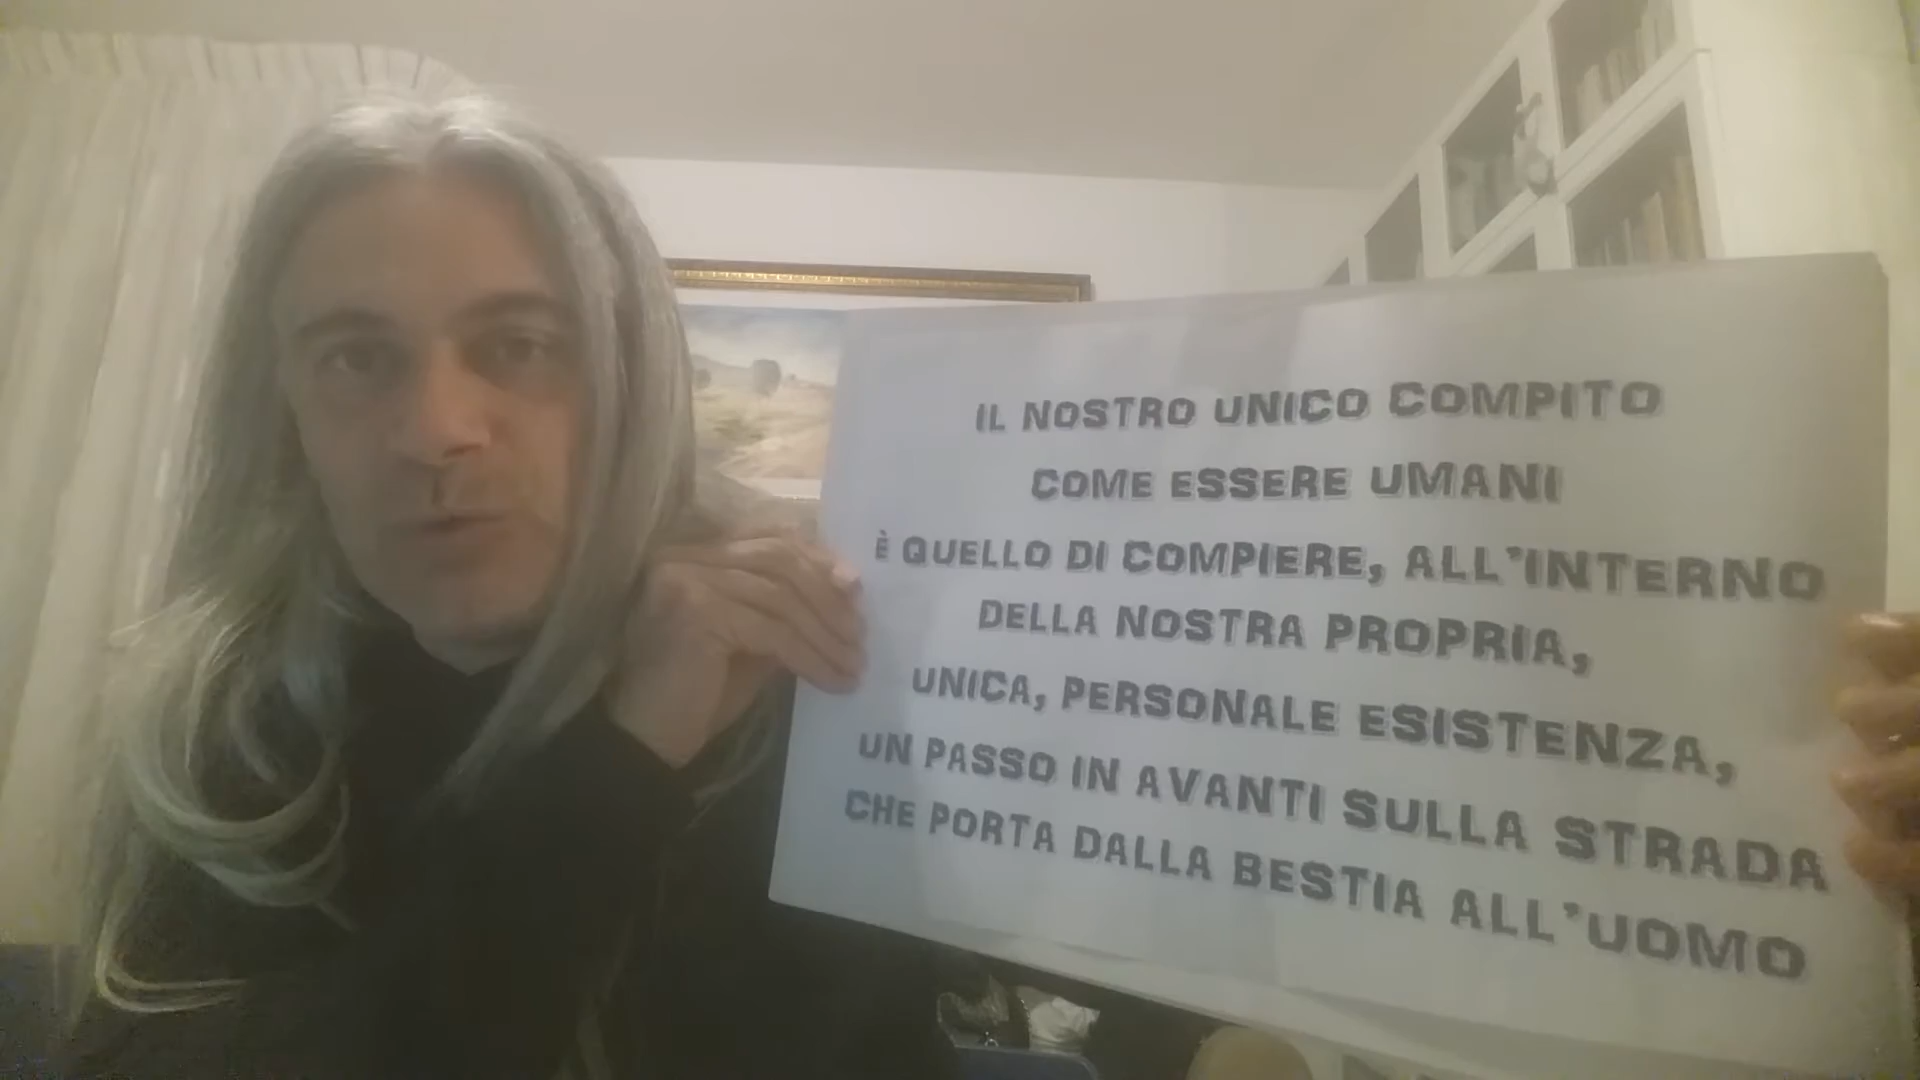 IL NOSTRO UNICO COMPITO
COME ESSERE UMANI
È QUELLO DI COMPIERE, ALL'INTERNO
DELLA NOSTRA PROPRIA,
UNICA, PERSONALE ESISTENZA,
UN PASSO IN AVANTI SULLA STRADA
CHE PORTA DALLA BESTIA ALL'UOMO